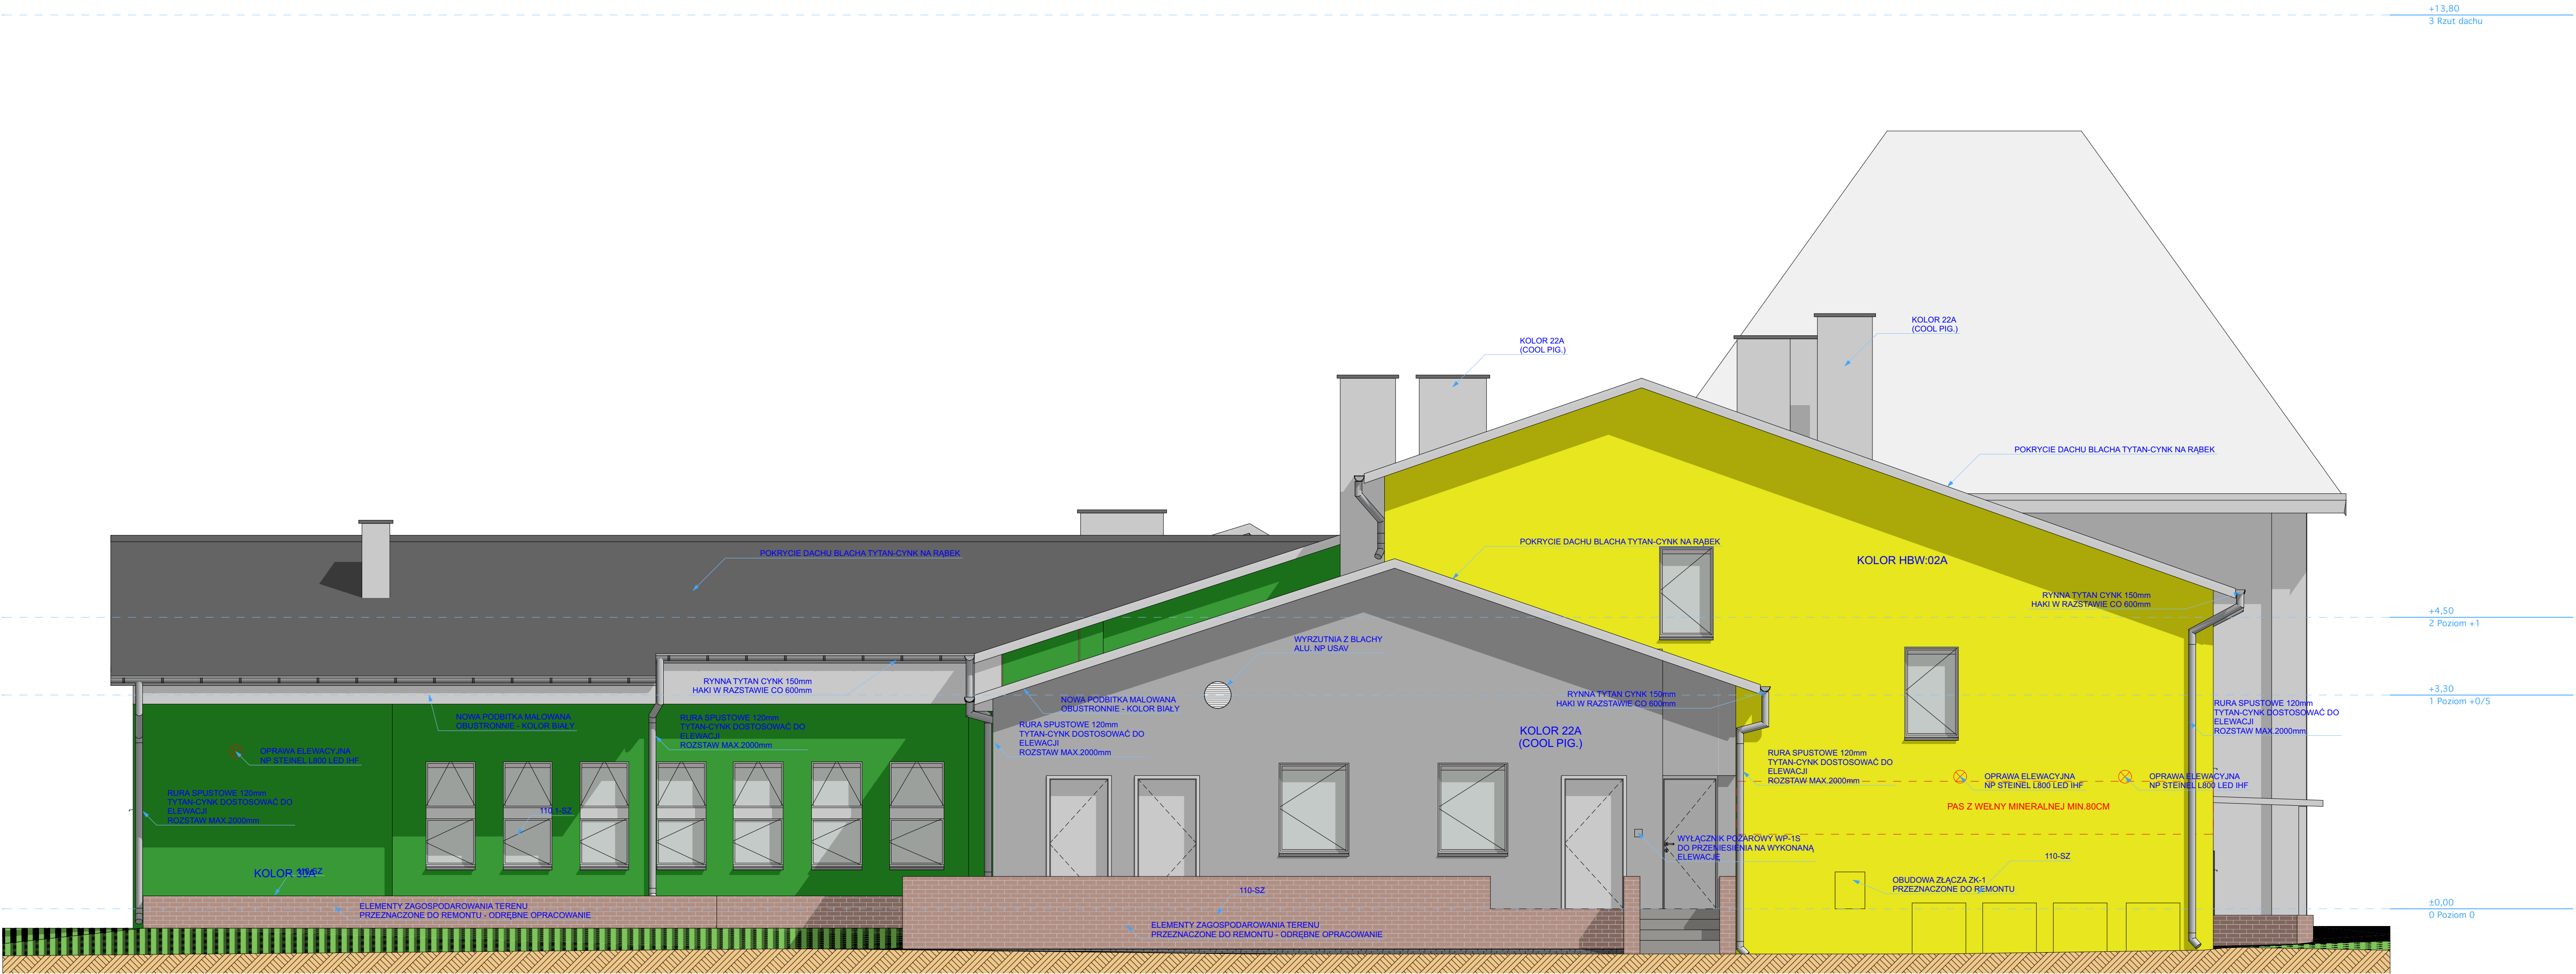 +13,80
3 Rzut dachu
KOLOR 22A
(COOL PIG.)
KOLOR 22A
(COOL PIG.)
POKRYCIE DACHU BLACHA TYTAN-CYNK NA RĄBEK
POKRYCIE DACHU BLACHA TYTAN-CYNK NA RĄBEK
POKRYCIE DACHU BLACHA TYTAN-CYNK NA RĄBEK
KOLOR HBW:02A
RYNNA TYTAN CYNK 150mm
HAKI W RAZSTAWIE CO 600mm
+4,50
2 Poziom +1
WYRZUTNIA Z BLACHY
ALU. NP USAV
RYNNA TYTAN CYNK 150mm
HAKI W RAZSTAWIE CO 600mm
RYNNA TYTAN CYNK 150mm
HAKI W RAZSTAWIE CO 600mm
+3,30
1 Poziom +0/5
NOWA PODBITKA MALOWANA
OBUSTRONNIE - KOLOR BIAŁY
NOWA PODBITKA MALOWANA
OBUSTRONNIE - KOLOR BIAŁY
RURA SPUSTOWE 120mm
TYTAN-CYNK DOSTOSOWAĆ DO
ELEWACJI
ROZSTAW MAX.2000mm
RURA SPUSTOWE 120mm
TYTAN-CYNK DOSTOSOWAĆ DO
ELEWACJI
ROZSTAW MAX.2000mm
KOLOR 22A
(COOL PIG.)
RURA SPUSTOWE 120mm
TYTAN-CYNK DOSTOSOWAĆ DO
ELEWACJI
ROZSTAW MAX.2000mm
OPRAWA ELEWACYJNA
NP STEINEL L800 LED IHF
RURA SPUSTOWE 120mm
TYTAN-CYNK DOSTOSOWAĆ DO
ELEWACJI
ROZSTAW MAX.2000mm
OPRAWA ELEWACYJNA
NP STEINEL L800 LED IHF
OPRAWA ELEWACYJNA
NP STEINEL L800 LED IHF
RURA SPUSTOWE 120mm
TYTAN-CYNK DOSTOSOWAĆ DO
ELEWACJI
ROZSTAW MAX.2000mm
110.1-SZ
PAS Z WEŁNY MINERALNEJ MIN.80CM
WYŁĄCZNIK POŻAROWY WP-1S
DO PRZENIESIENIA NA WYKONANĄ
ELEWACJĘ
110-SZ
KOLOR 30A
110-SZ
OBUDOWA ZŁĄCZA ZK-1
PRZEZNACZONE DO REMONTU
110-SZ
ELEMENTY ZAGOSPODAROWANIA TERENU
PRZEZNACZONE DO REMONTU - ODRĘBNE OPRACOWANIE
±0,00
0 Poziom 0
ELEMENTY ZAGOSPODAROWANIA TERENU
PRZEZNACZONE DO REMONTU - ODRĘBNE OPRACOWANIE